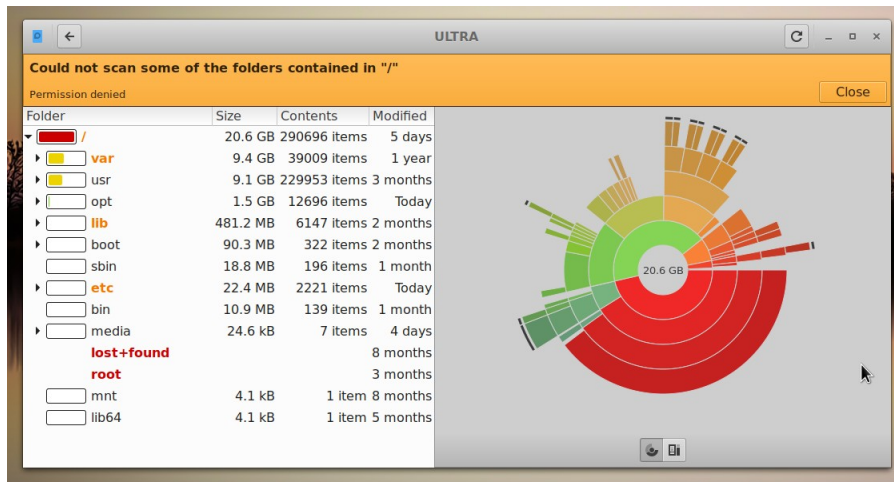 ULTRA
Could not scan some of the folders contained in "/"
Permission denied
Close
Folder Size Contents Modified
/ 20.6 GB 290696 items 5 days
var 9.4 GB 39009 items 1 year
usr 9.1 GB 229953 items 3 months
opt 1.5 GB 12696 items Today
lib 481.2 MB 6147 items 2 months
boot 90.3 MB 322 items 2 months
sbin 18.8 MB 196 items 1 month
etc 22.4 MB 2221 items Today
bin 10.9 MB 139 items 1 month
media 24.6 kB 7 items 4 days
lost+found 8 months
root 3 months
mnt 4.1 kB 1 item 8 months
lib64 4.1 kB 1 item 5 months
20.6 GB